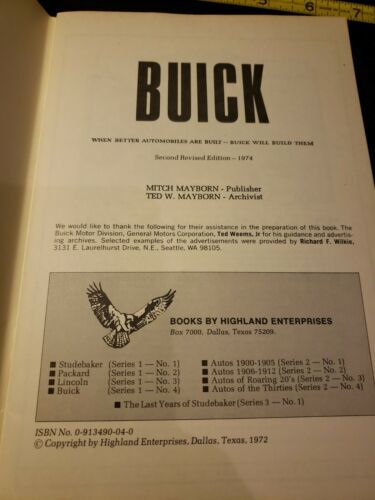 5 6 7
BUICK
WHEN BETTER AUTOMOBILES ARE BUILT -- BUICK WILL BUILD THEM
Second Revised Edition - 1974
MITCH MAYBORN - Publisher
TED W. MAYBORN - Archivist
We would like to thank the following for their assistance in the preparation of this book. The
Buick Motor Division, General Motors Corporation, Ted Weems, Jr for his guidance and advertis-
ing archives. Selected examples of the advertisements were provided by Richard F. Wilkie,
3131 E. Laurelhurst Drive, N.E., Seattle, WA 98105.
BOOKS BY HIGHLAND ENTERPRISES
Box 7000, Dallas, Texas 75209.
■ Studebaker (Series 1 — No. 1)
■ Packard (Series 1 — No. 2)
■ Lincoln (Series 1 — No. 3)
■ Buick (Series 1 — No. 4)
■ Autos 1900-1905 (Series 2 — No. 1)
■ Autos 1906-1912 (Series 2 — No. 2)
■ Autos of Roaring 20's (Series 2 — No. 3)
■ Autos of the Thirties (Series 2 — No. 4)
■ The Last Years of Studebaker (Series 3 — No. 1)
ISBN No. 0-913490-04-0
© Copyright by Highland Enterprises, Dallas, Texas, 1972